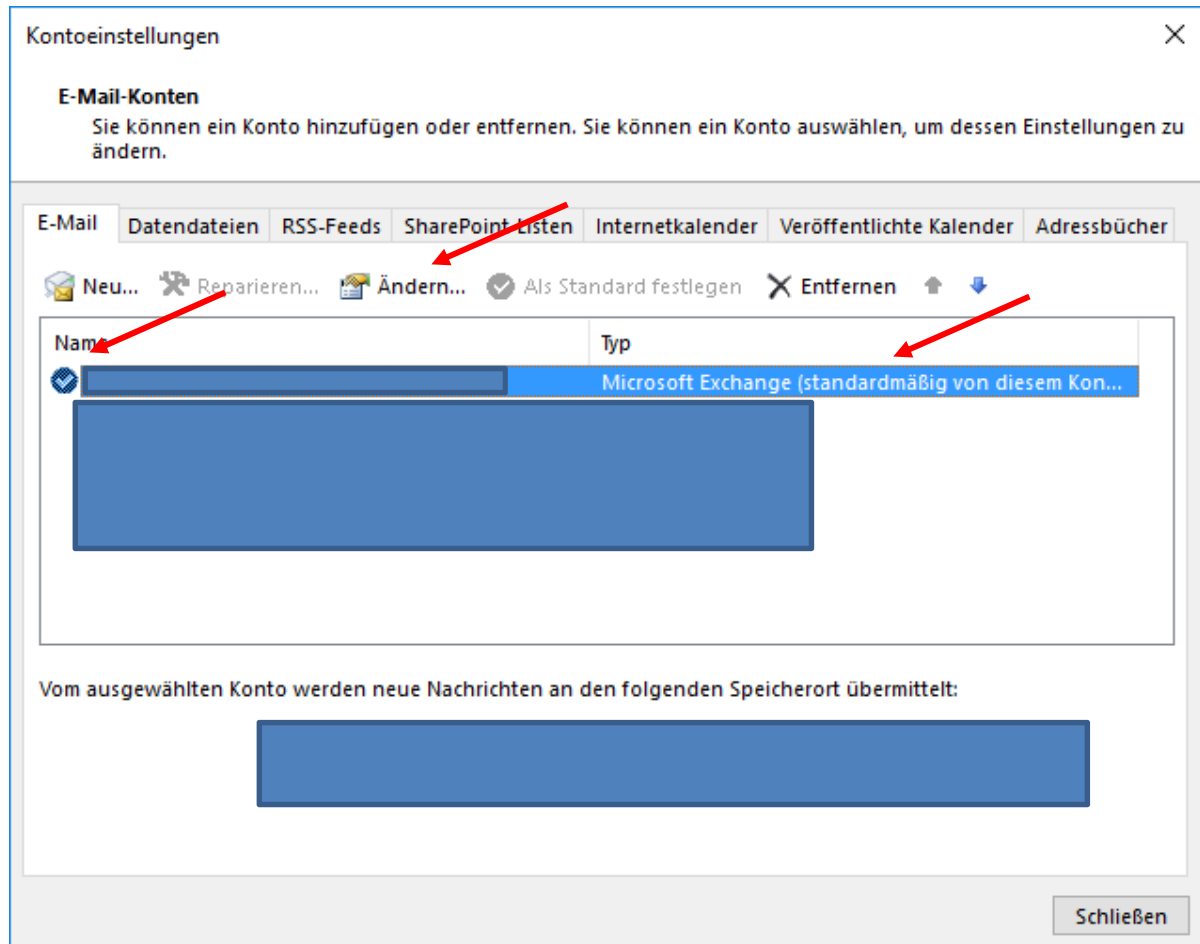 Kontoeinstellungen
E-Mail-Konten
Sie können ein Konto hinzufügen oder entfernen. Sie können ein Konto auswählen, um dessen Einstellungen zu
ändern.
E-Mail Datendateien RSS-Feeds SharePoint-Listen Internetkalender Veröffentlichte Kalender Adressbücher
Neu... Reparieren... Ändern... Als Standard festlegen Entfernen
Name Typ
Microsoft Exchange (standardmäßig von diesem Kon...
Vom ausgewählten Konto werden neue Nachrichten an den folgenden Speicherort übermittelt:
Schließen